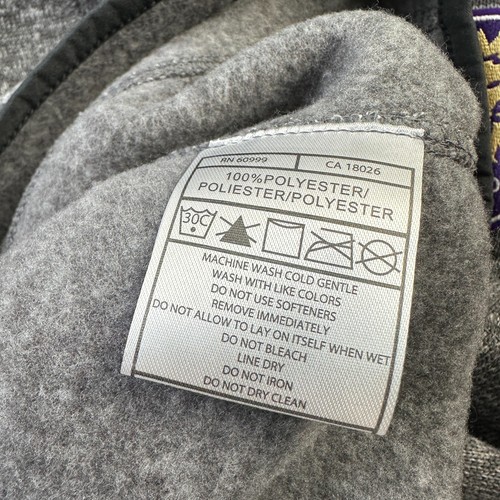 RN 60999 CA 18026
100%POLYESTER/
POLIESTER/POLYESTER
30C
MACHINE WASH COLD GENTLE
WASH WITH LIKE COLORS
DO NOT USE SOFTENERS
REMOVE IMMEDIATELY
DO NOT ALLOW TO LAY ON ITSELF WHEN WET
DO NOT BLEACH
LINE DRY
DO NOT IRON
DO NOT DRY CLEAN